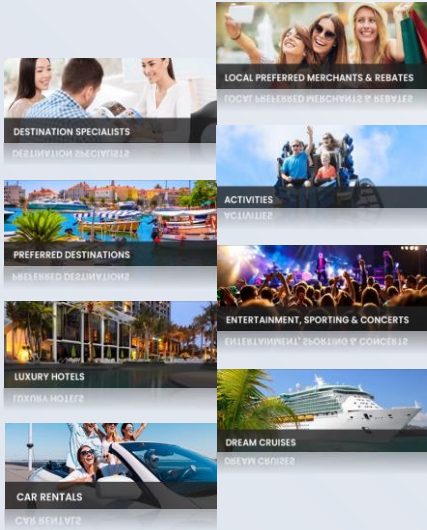 LOCAL PREFERRED MERCHANTS & REBATES
DESTINATION SPECIALISTS
ACTIVITIES
PREFERRED DESTINATIONS
ENTERTAINMENT, SPORTING & CONCERTS
LUXURY HOTELS
DREAM CRUISES
CAR RENTALS